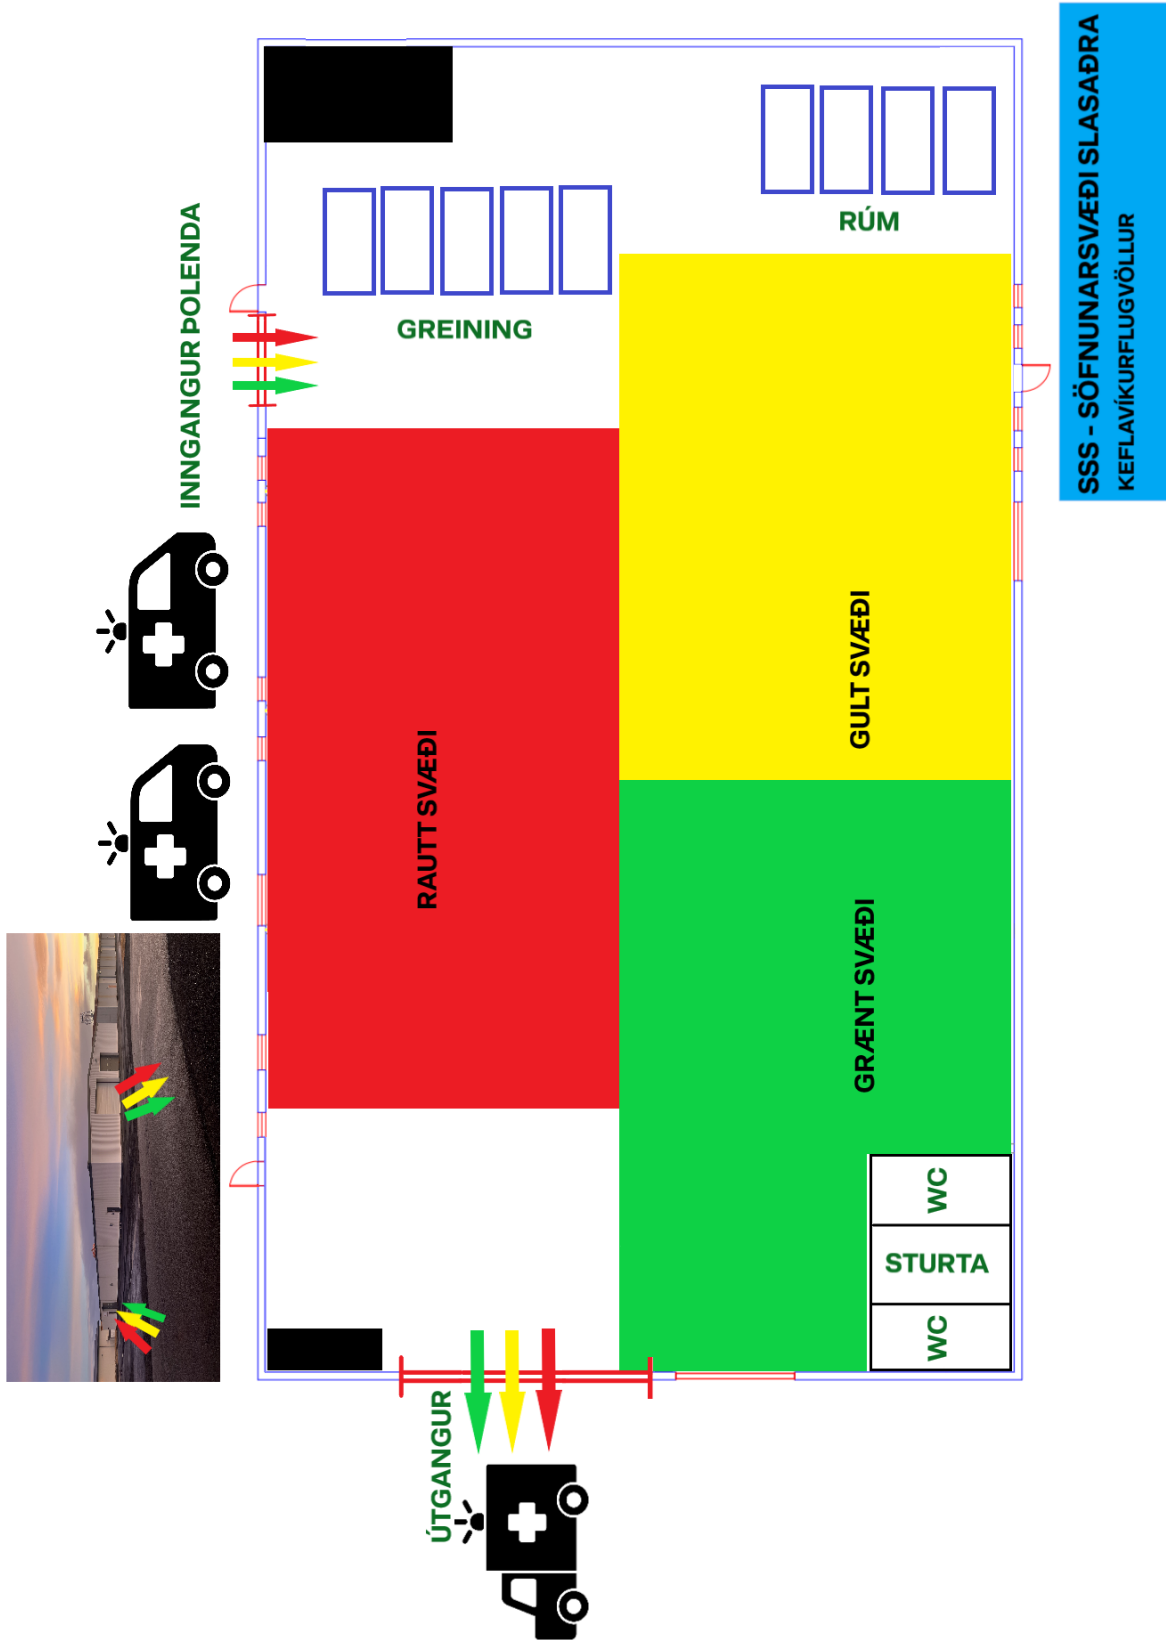 SSS - SÖFNUNARSVÆÐI SLASAÐRA
KEFLAVÍKURFLUGVÖLLUR
RÚM
INNGANGUR ÞOLENDA
GREINING
GULT SVÆÐI
RAUTT SVÆÐI
GRÆNT SVÆÐI
WC
STURTA
WC
ÚTGANGUR